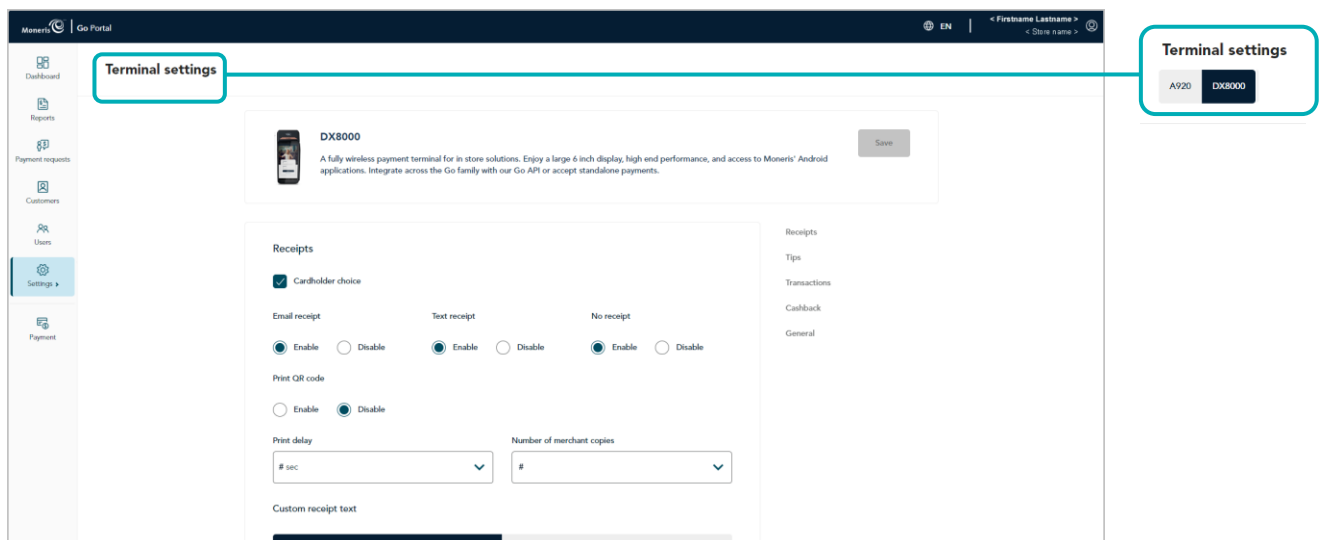 Moneris Go Portal
EN
< Firstname Lastname >
< Store name >
Dashboard
Reports
Payment requests
Customers
Users
Settings
Payment
Terminal settings
Terminal settings
A920 DX8000
DX8000
A fully wireless payment terminal for in store solutions. Enjoy a large 6 inch display, high end performance, and access to Moneris' Android
applications. Integrate across the Go family with our Go API or accept standalone payments.
Save
Receipts
Cardholder choice
Email receipt Text receipt No receipt
Enable Disable Enable Disable Enable Disable
Print QR code
Enable Disable
Print delay Number of merchant copies
# sec #
Custom receipt text
Receipts
Tips
Transactions
Cashback
General